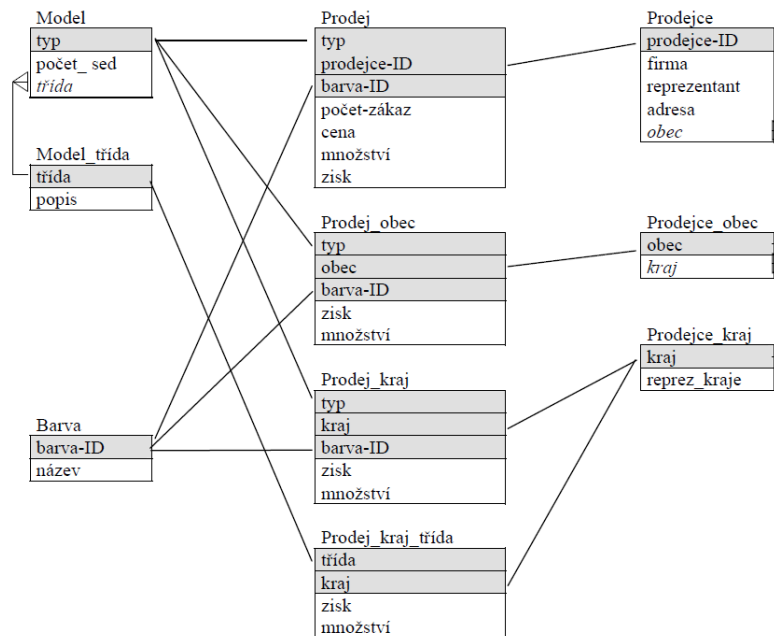 Model
typ
počet_ sed
třída
Model_třída
třída
popis
Barva
barva-ID
název
Prodej
typ
prodejce-ID
barva-ID
počet-zákaz
cena
množství
zisk
Prodej_obec
typ
obec
barva-ID
zisk
množství
Prodej_kraj
typ
kraj
barva-ID
zisk
množství
Prodej_kraj_třída
třída
kraj
zisk
množství
Prodejce
prodejce-ID
firma
reprezentant
adresa
obec
Prodejce_obec
obec
kraj
Prodejce_kraj
kraj
reprez_kraje